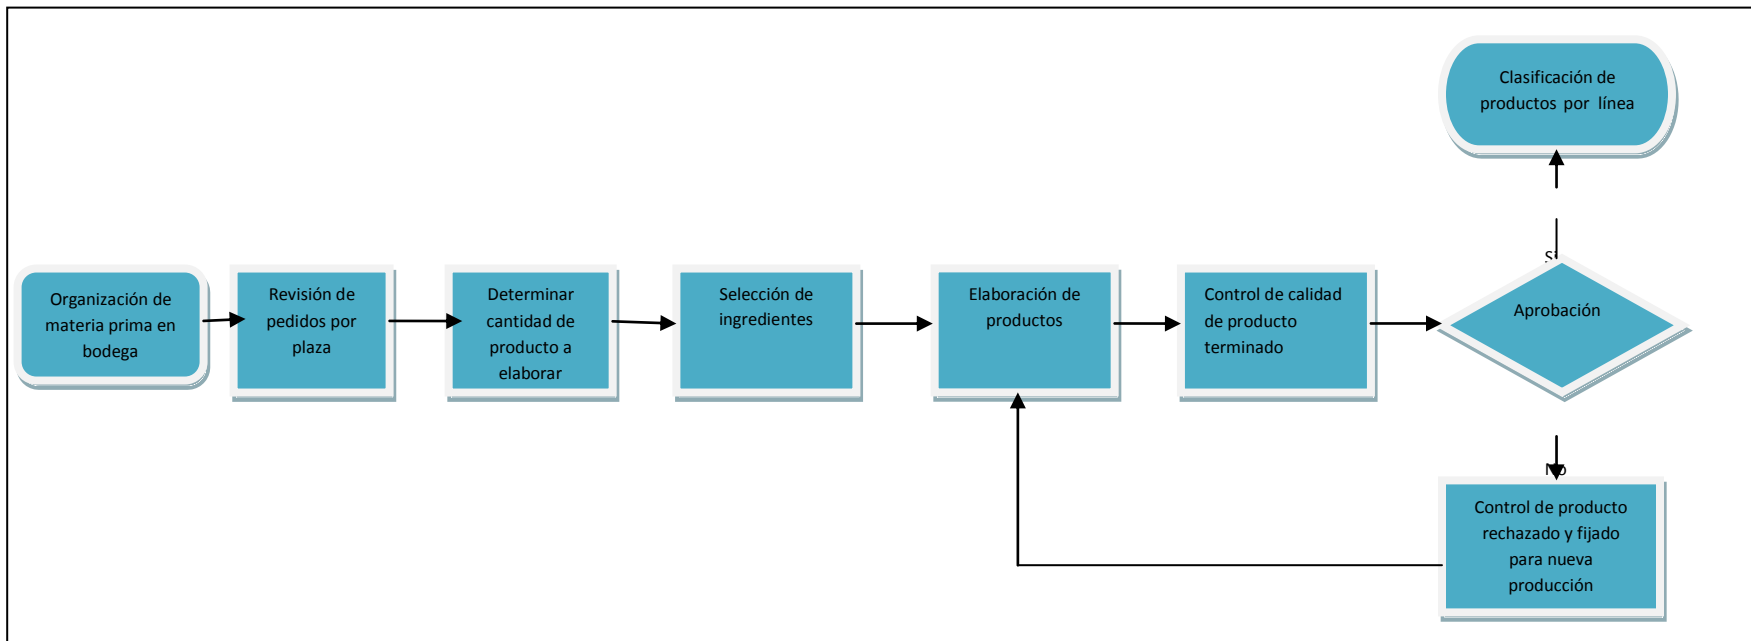 Clasificación de
productos por línea
Si
Organización de
materia prima en
bodega
Revisión de
pedidos por
plaza
Determinar
cantidad de
producto a
elaborar
Selección de
ingredientes
Elaboración de
productos
Control de calidad
de producto
terminado
Aprobación
No
Control de producto
rechazado y fijado
para nueva
producción